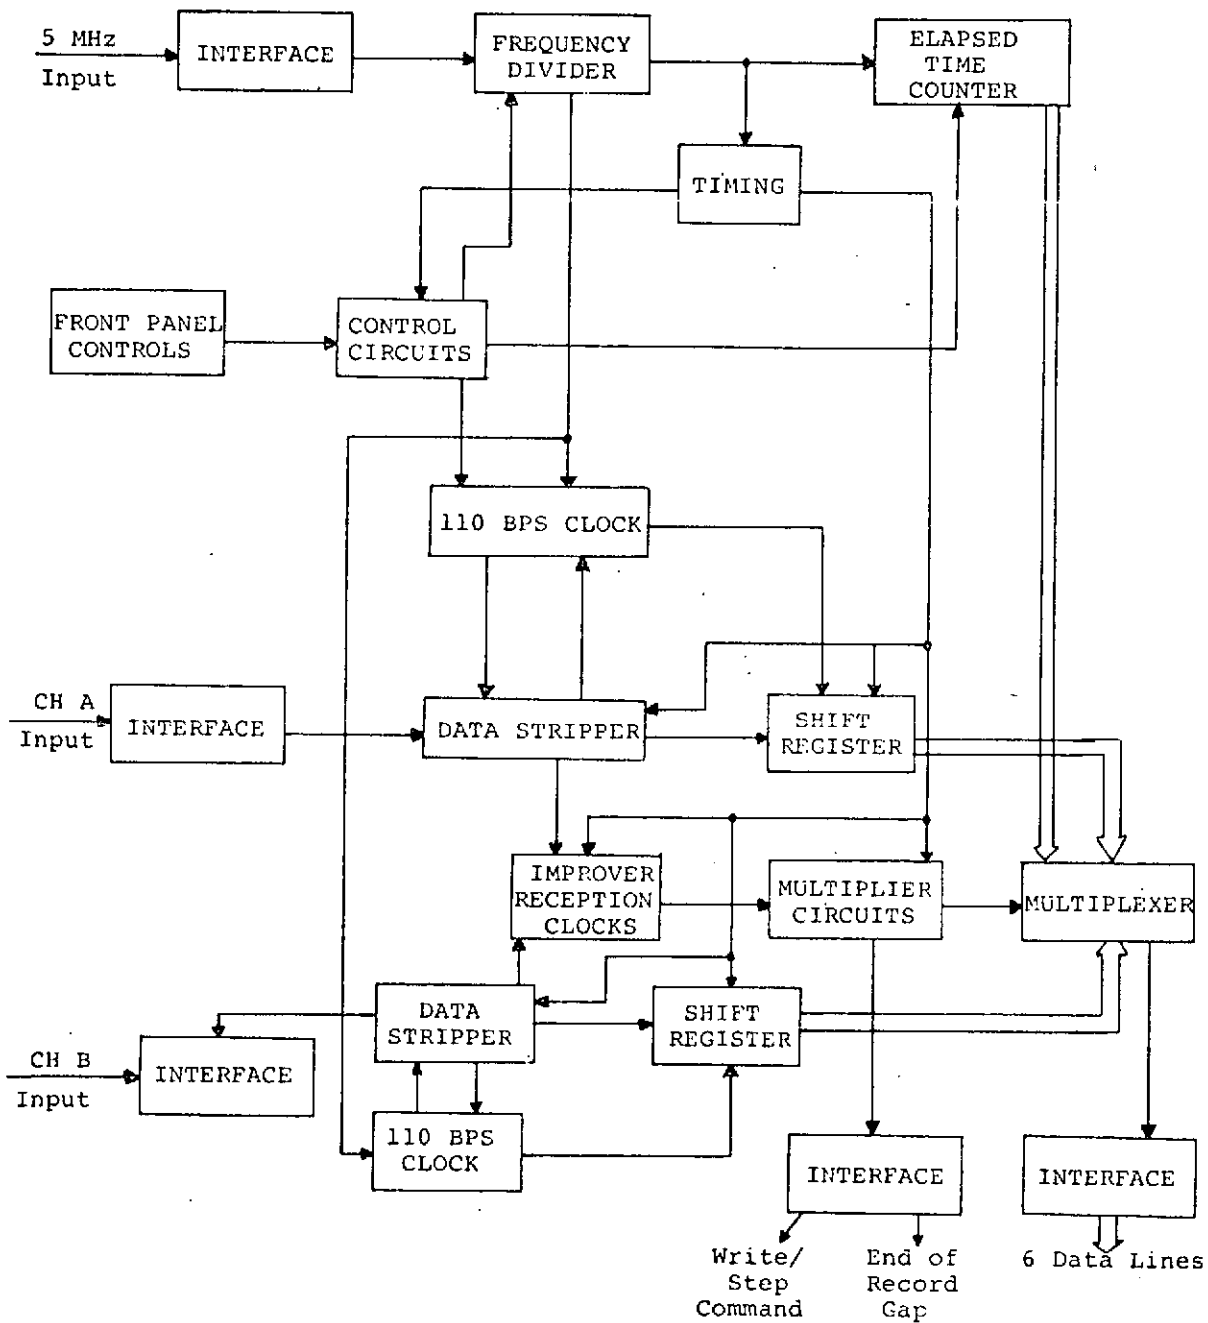 5 MHz
Input
INTERFACE
FREQUENCY
DIVIDER
ELAPSED
TIME
COUNTER
TIMING
FRONT PANEL
CONTROLS
CONTROL
CIRCUITS
110 BPS CLOCK
CH A
Input
INTERFACE
DATA STRIPPER
SHIFT
REGISTER
IMPROVER
RECEPTION
CLOCKS
MULTIPLIER
CIRCUITS
MULTIPLEXER
DATA
STRIPPER
SHIFT
REGISTER
CH B
Input
INTERFACE
110 BPS
CLOCK
INTERFACE
INTERFACE
Write/
Step
Command
End of
Record
Gap
6 Data Lines